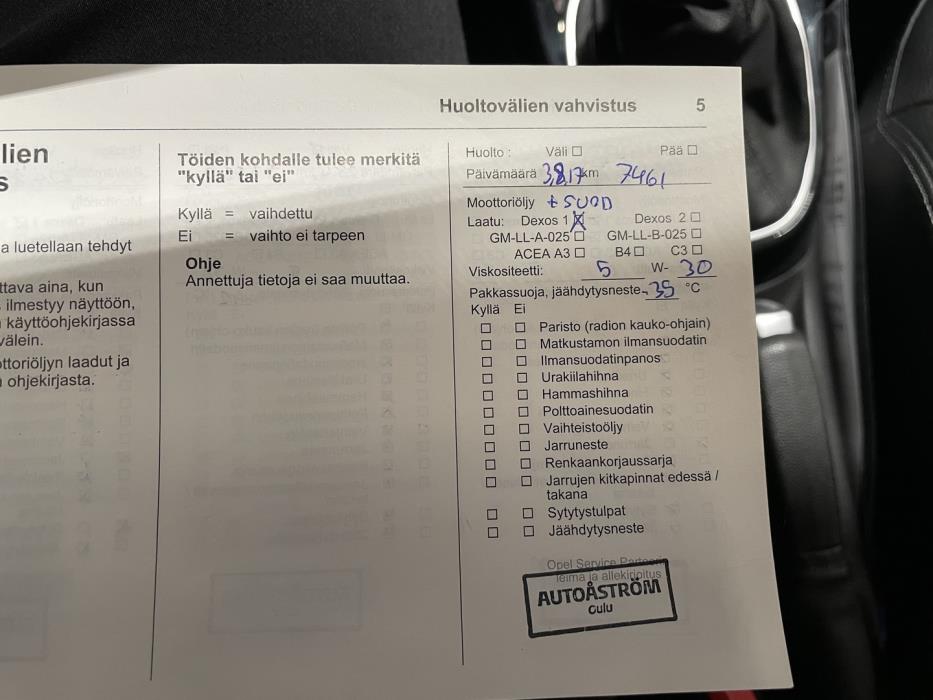 Huoltovälien vahvistus 5
lien
s
a luetellaan tehdyt
ttava aina, kun
ilmestyy näyttöön,
käyttöohjekirjassa
välein.
ottoriöljyn laadut ja
ohjekirjasta.
Töiden kohdalle tulee merkitä
"kyllä" tai "ei"
Kyllä = vaihdettu
Ei = vaihto ei tarpeen
Ohje
Annettuja tietoja ei saa muuttaa.
Huolto : Väli ☐ Pää ☐
Päivämäärä 3.8.17 km 7461
Moottoriöljy + SUOD
Laatu: Dexos 1 ☒ Dexos 2 ☐
GM-LL-A-025 ☐ GM-LL-B-025 ☐
ACEA A3 ☐ B4 ☐ C3 ☐
Viskositeetti: 5 W- 30
Pakkassuoja, jäähdytysneste -35 °C
Kyllä Ei
☐ ☐ Paristo (radion kauko-ohjain)
☐ ☐ Matkustamon ilmansuodatin
☐ ☐ Ilmansuodatinpanos
☐ ☐ Urakiilahihna
☐ ☐ Hammashihna
☐ ☐ Polttoainesuodatin
☐ ☐ Vaihteistoöljy
☐ ☐ Jarruneste
☐ ☐ Renkaankorjaussarja
☐ ☐ Jarrujen kitkapinnat edessä /
takana
☐ ☐ Sytytystulpat
☐ ☐ Jäähdytysneste
Opel Service Partnerin
leima ja allekirjoitus
AUTOÅSTRÖM
Oulu